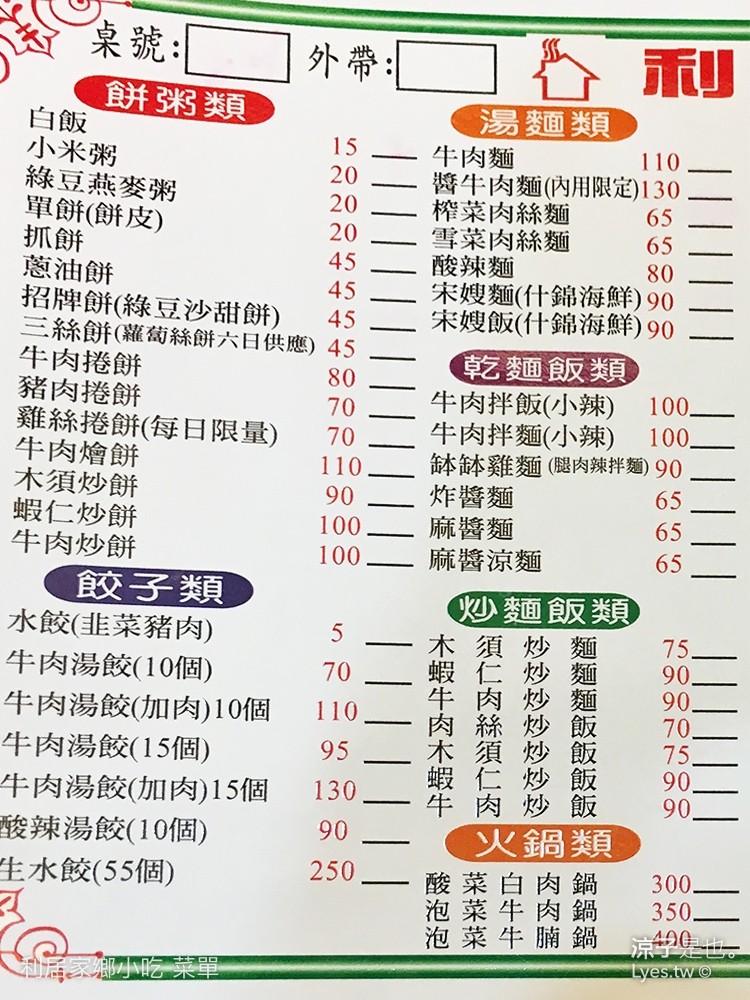 桌號: 外帶: 利
餅粥類
白飯 15
小米粥 20
綠豆燕麥粥 20
單餅(餅皮) 20
抓餅 45
蔥油餅 45
招牌餅(綠豆沙甜餅) 45
三絲餅(蘿蔔絲餅六日供應) 45
牛肉捲餅 80
豬肉捲餅 70
雞絲捲餅(每日限量) 70
牛肉燴餅 110
木須炒餅 90
蝦仁炒餅 100
牛肉炒餅 100
餃子類
水餃(韭菜豬肉) 5
牛肉湯餃(10個) 70
牛肉湯餃(加肉)10個 110
牛肉湯餃(15個) 95
牛肉湯餃(加肉)15個 130
酸辣湯餃(10個) 90
生水餃(55個) 250
湯麵類
牛肉麵 110
醬牛肉麵(內用限定) 130
榨菜肉絲麵 65
雪菜肉絲麵 65
酸辣麵 80
宋嫂麵(什錦海鮮) 90
宋嫂飯(什錦海鮮) 90
乾麵飯類
牛肉拌飯(小辣) 100
牛肉拌麵(小辣) 100
缽缽雞麵(腿肉辣拌麵) 90
炸醬麵 65
麻醬麵 65
麻醬涼麵 65
炒麵飯類
木須炒麵 75
蝦仁炒麵 90
牛肉炒麵 90
肉絲炒飯 70
木須炒飯 75
蝦仁炒飯 90
牛肉炒飯 90
火鍋類
酸菜白肉鍋 300
泡菜牛肉鍋 350
泡菜牛腩鍋 400
利居家鄉小吃 菜單
涼子是也。
Lyes.tw ©